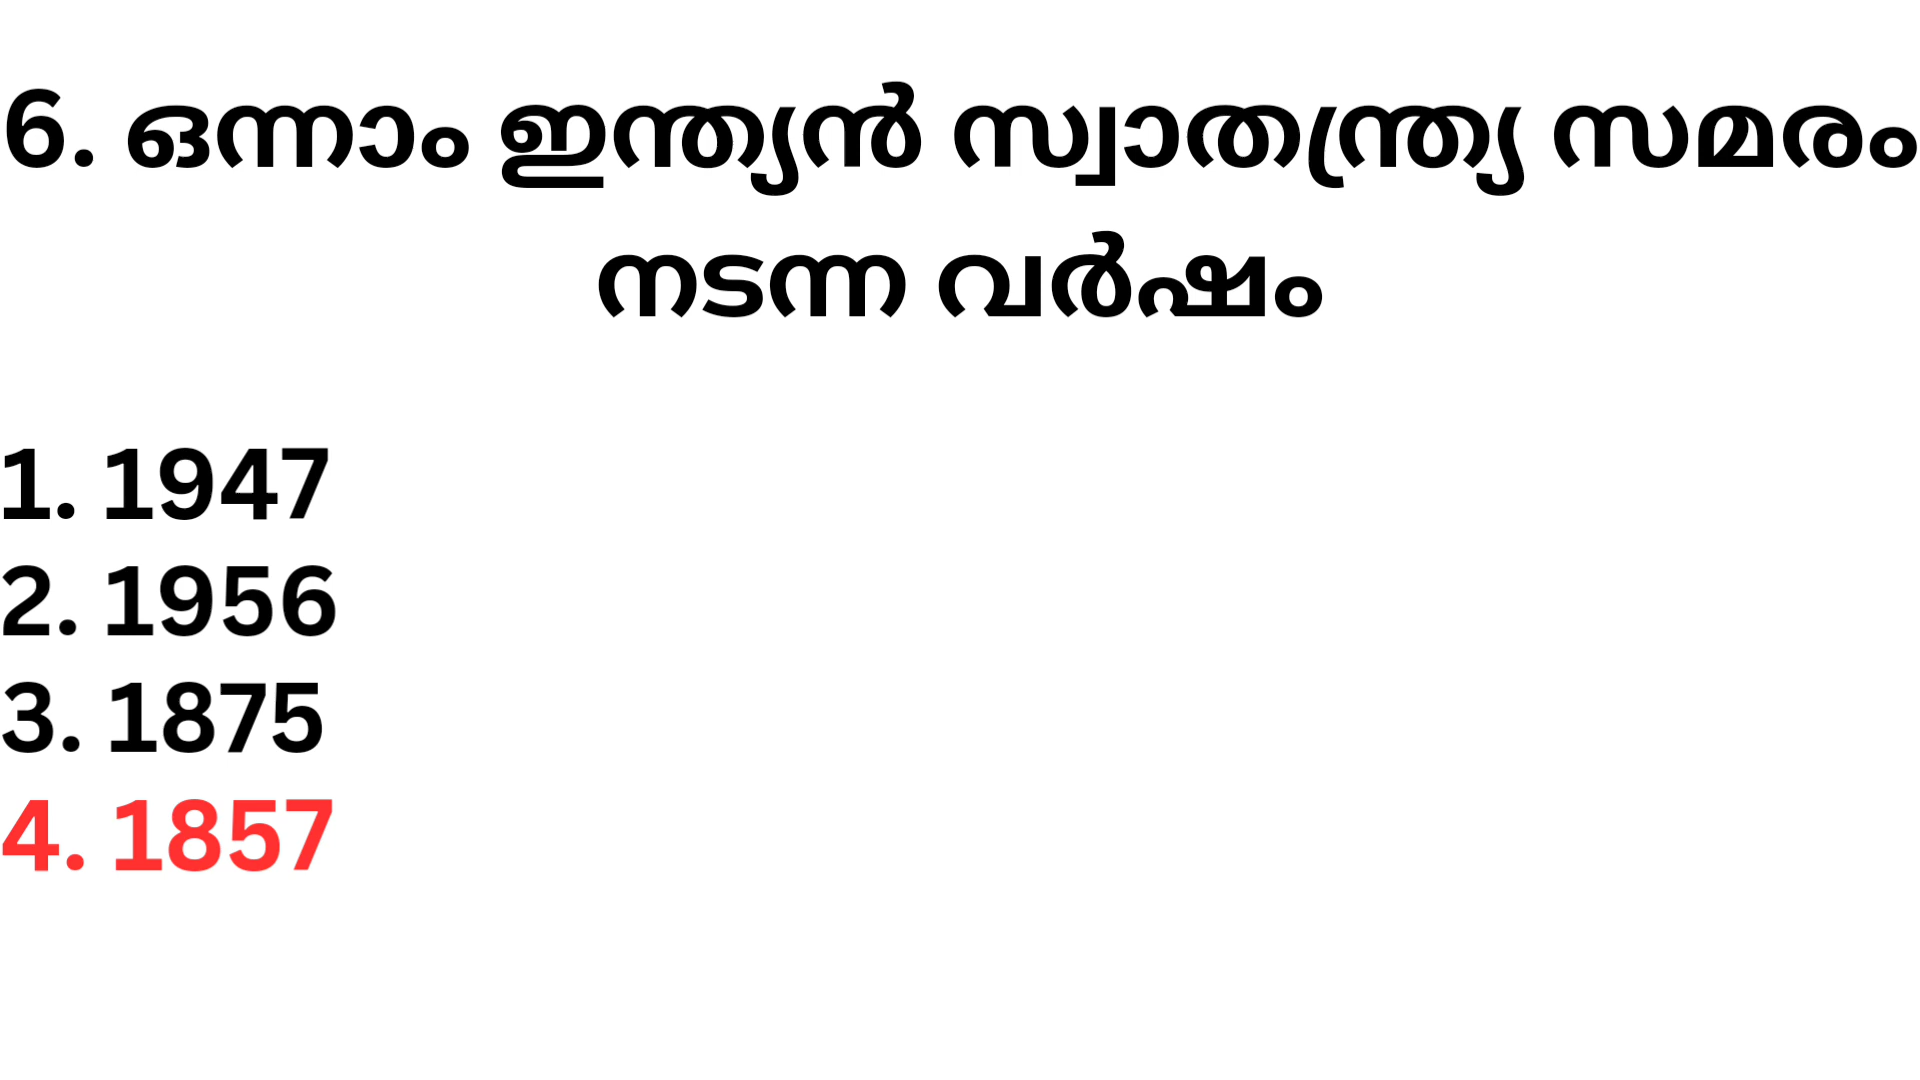 6. ഒന്നാം ഇന്ത്യൻ സ്വാതന്ത്ര്യ സമരം
നടന്ന വർഷം
1. 1947
2. 1956
3. 1875
4. 1857